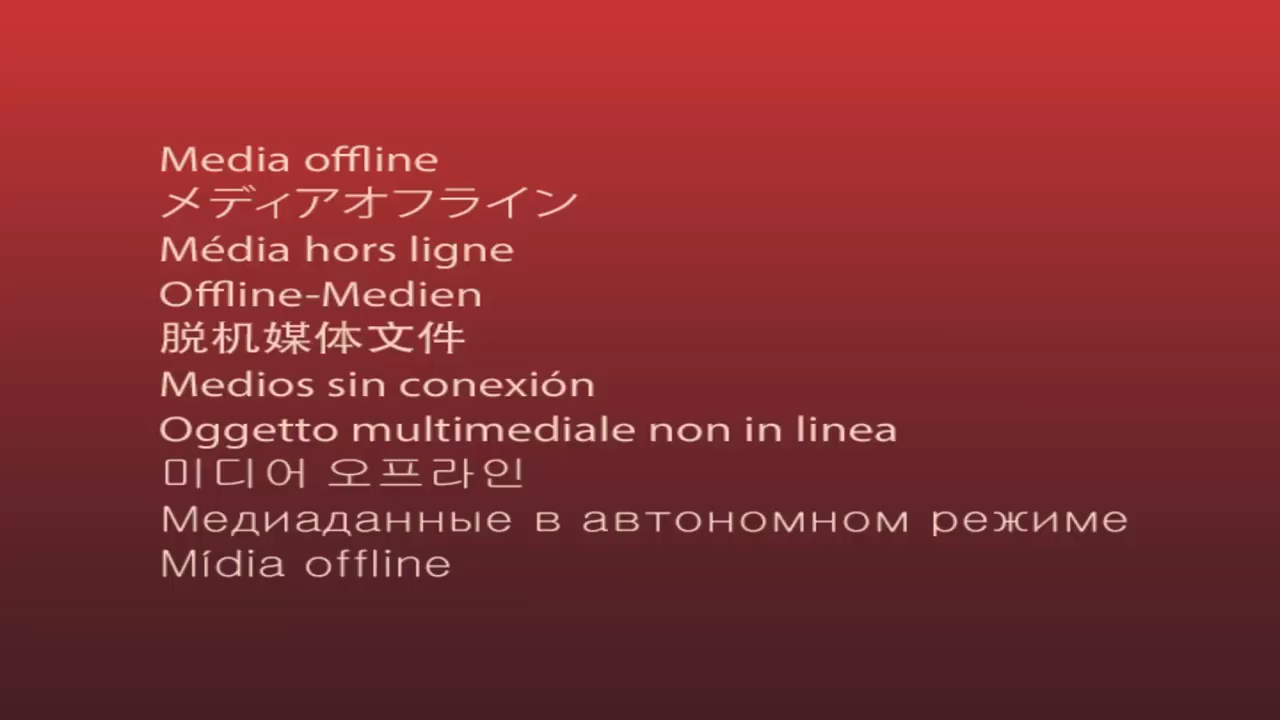 Media offline
メディアオフライン
Média hors ligne
Offline-Medien
脱机媒体文件
Medios sin conexión
Oggetto multimediale non in linea
미디어 오프라인
Медиаданные в автономном режиме
Mídia offline